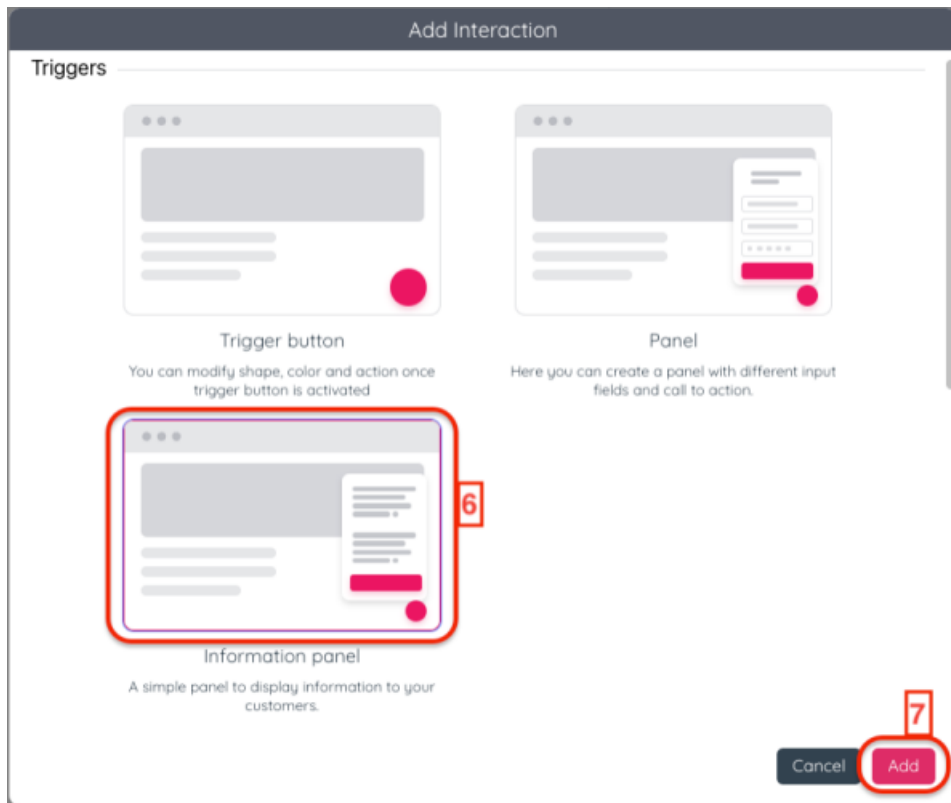 Add Interaction
Triggers
Trigger button
You can modify shape, color and action once
trigger button is activated
Panel
Here you can create a panel with different input
fields and call to action.
6
Information panel
A simple panel to display information to your
customers.
7
Cancel
Add